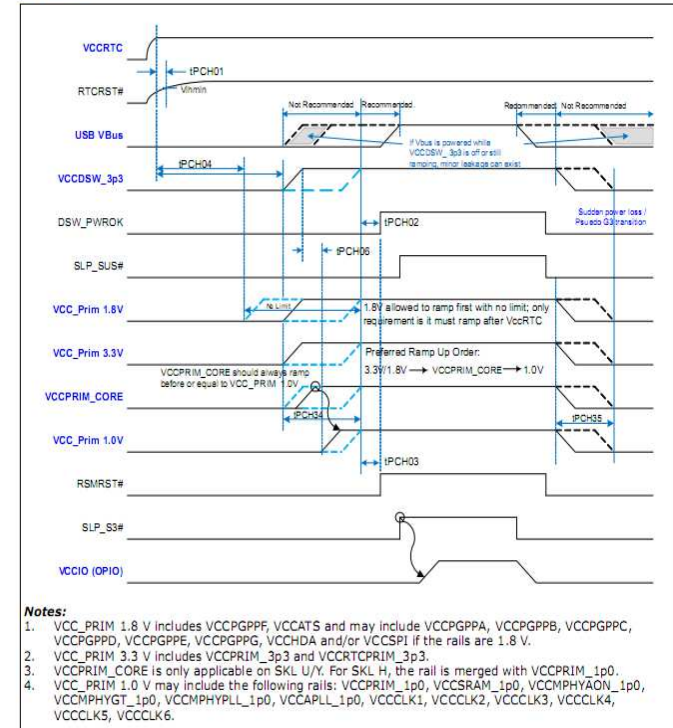 VCCRTC
tPCH01
RTCRST#
Vihmin
Not Recommended
Recommended
Recommended
Not Recommended
USB VBus
If Vbus is powered while
VCCDSW_3p3 is off or still
ramping, minor leakage can exist
tPCH04
VCCDSW_3p3
DSW_PWROK
tPCH02
Sudden power loss /
Psuedo G3 transition
tPCH06
SLP_SUS#
VCC_Prim 1.8V
No Limit
1.8V allowed to ramp first with no limit; only
requirement is it must ramp after VccRTC
VCC_Prim 3.3V
Preferred Ramp Up Order:
3.3V/1.8V VCCPRIM_CORE 1.0V
VCCPRIM_CORE should always ramp
before or equal to VCC_PRIM 1.0V
VCCPRIM_CORE
tPCH34
tPCH35
VCC_Prim 1.0V
tPCH03
RSMRST#
SLP_S3#
VCCIO (OPIO)
Notes:
1. VCC_PRIM 1.8 V includes VCCPGPPF, VCCATS and may include VCCPGPPA, VCCPGPPB, VCCPGPPC,
VCCPGPPD, VCCPGPPE, VCCPGPPG, VCCHDA and/or VCCSPI if the rails are 1.8 V.
2. VCC_PRIM 3.3 V includes VCCPRIM_3p3 and VCCRTCPRIM_3p3.
3. VCCPRIM_CORE is only applicable on SKL U/Y. For SKL H, the rail is merged with VCCPRIM_1p0.
4. VCC_PRIM 1.0 V may include the following rails: VCCPRIM_1p0, VCCSRAM_1p0, VCCMPHYAON_1p0,
VCCMPHYGT_1p0, VCCMPHYPLL_1p0, VCCAPLL_1p0, VCCCLK1, VCCCLK2, VCCCLK3, VCCCLK4,
VCCCLK5, VCCCLK6.